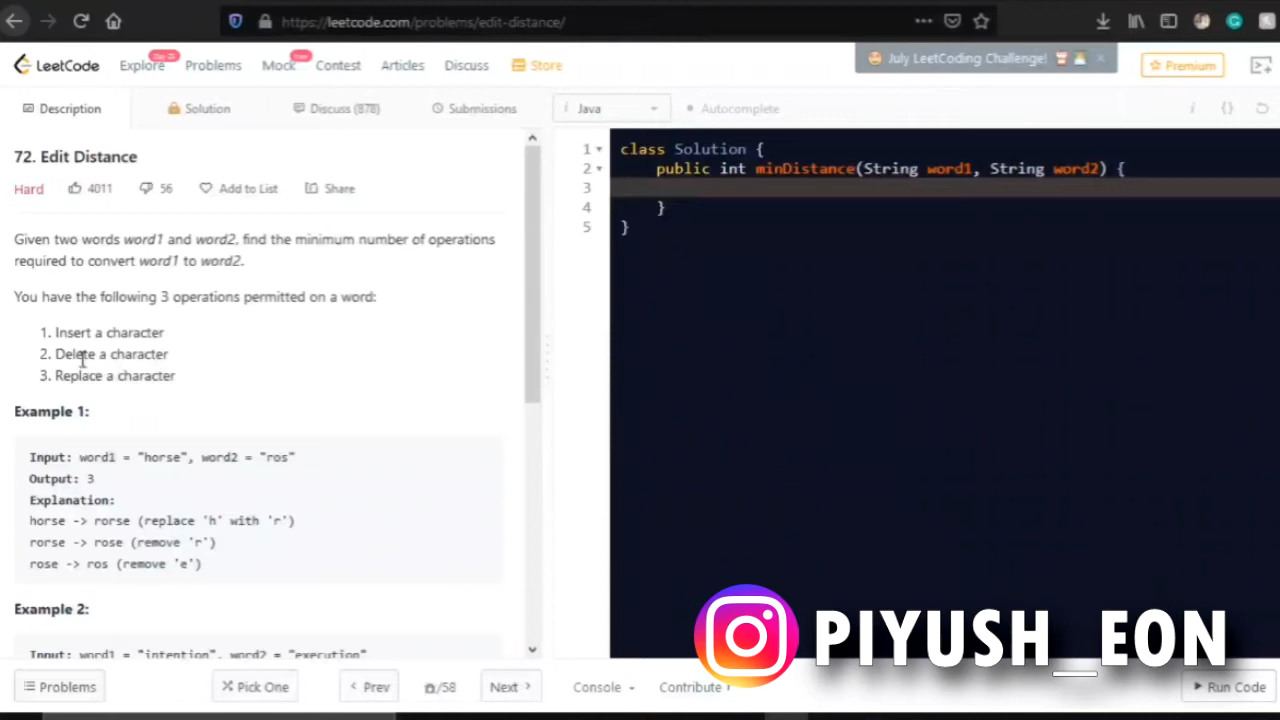 https://leetcode.com/problems/edit-distance/
LeetCode
Explore
Problems
Mock
Contest
Articles
Discuss
Store
July LeetCoding Challenge!
Premium
Description
Solution
Discuss (878)
Submissions
i Java
Autocomplete
72. Edit Distance
Hard
4011
56
Add to List
Share
Given two words word1 and word2, find the minimum number of operations
required to convert word1 to word2.
You have the following 3 operations permitted on a word:
1. Insert a character
2. Delete a character
3. Replace a character
Example 1:
Input: word1 = "horse", word2 = "ros"
Output: 3
Explanation:
horse -> rorse (replace 'h' with 'r')
rorse -> rose (remove 'r')
rose -> ros (remove 'e')
Example 2:
Input: word1 = "intention", word2 = "execution"
1 class Solution {
2 public int minDistance(String word1, String word2) {
3
4 }
5 }
PIYUSH_EON
Problems
Pick One
Prev
/58
Next
Console
Contribute
Run Code